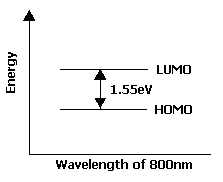 Energy
LUMO
1.55eV
HOMO
Wavelength of 800nm